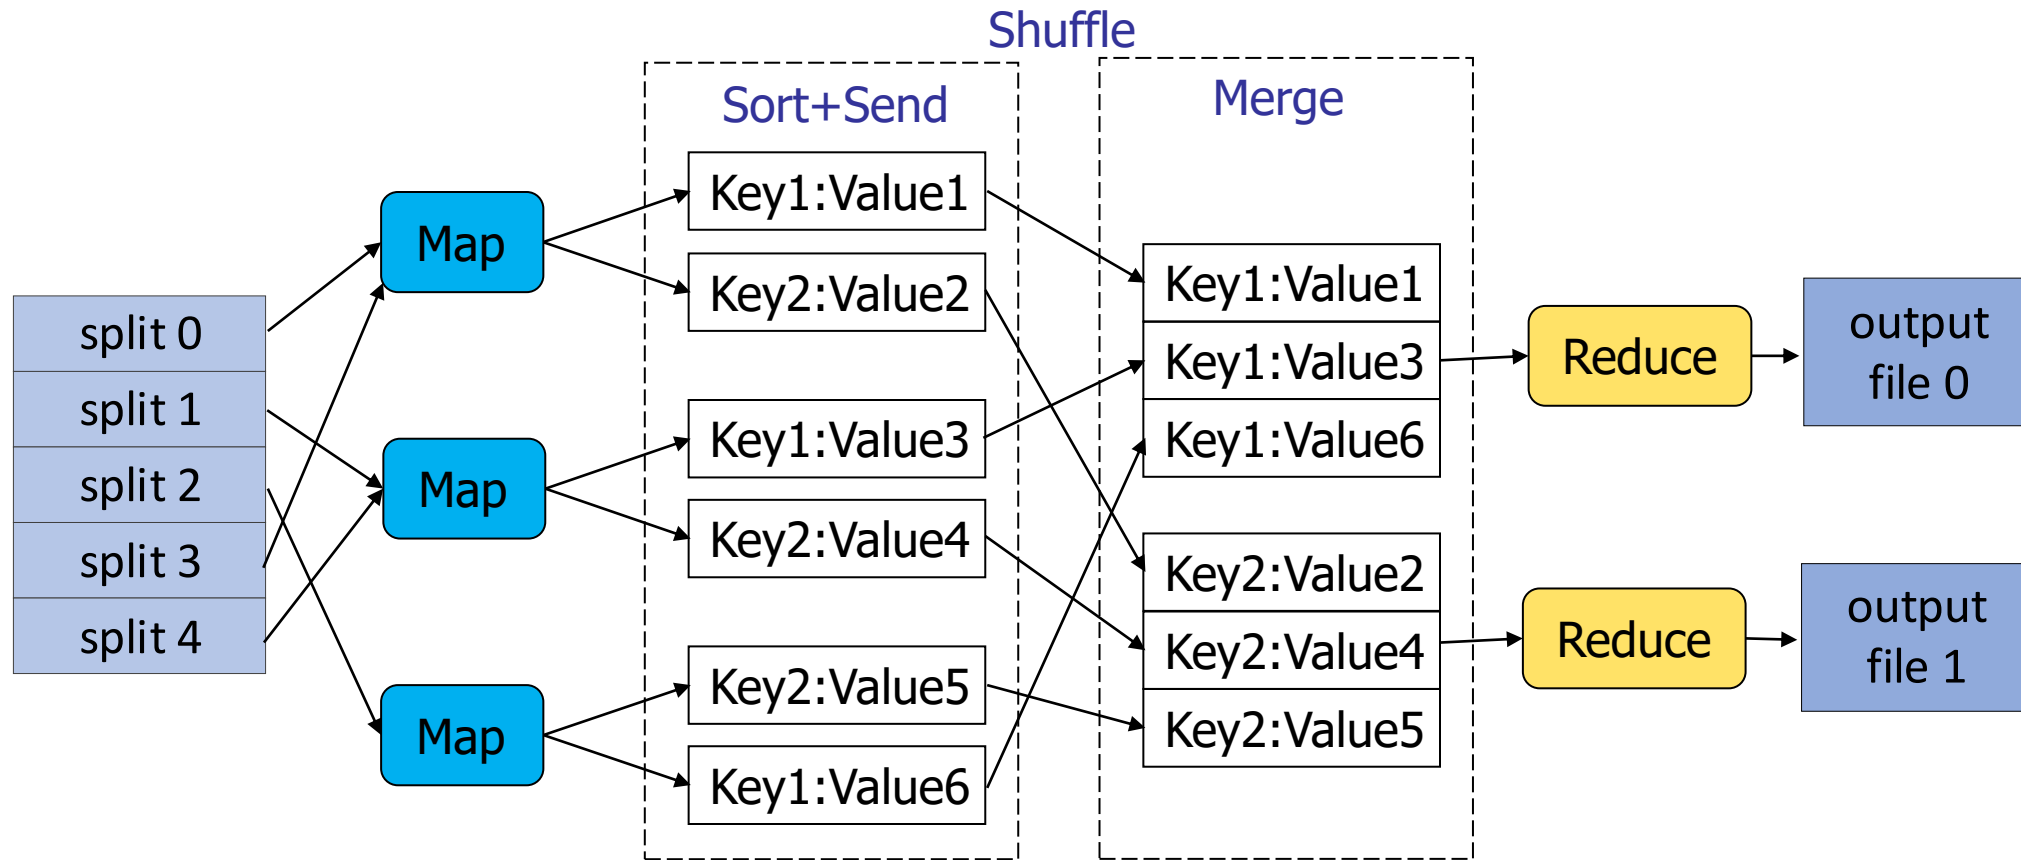 Shuffle
Sort+Send
Merge
split 0
split 1
split 2
split 3
split 4
Map
Map
Map
Key1:Value1
Key2:Value2
Key1:Value3
Key2:Value4
Key2:Value5
Key1:Value6
Key1:Value1
Key1:Value3
Key1:Value6
Key2:Value2
Key2:Value4
Key2:Value5
Reduce
Reduce
output
file 0
output
file 1